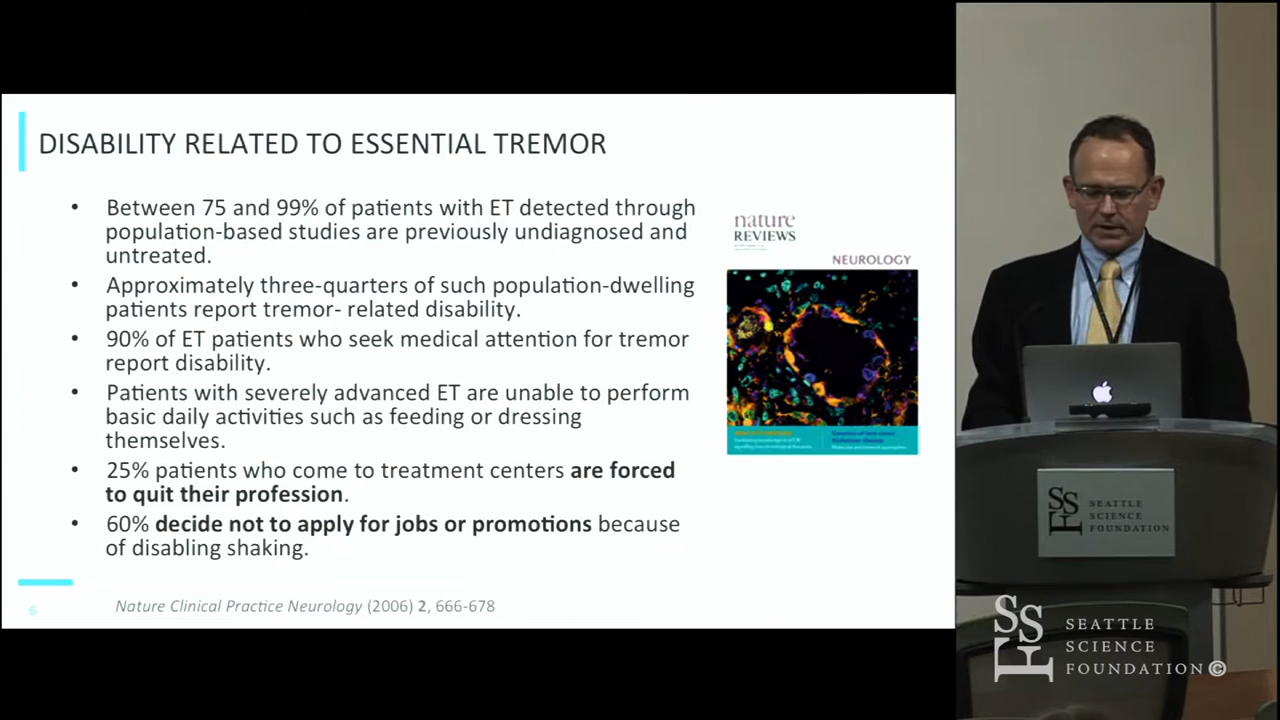 DISABILITY RELATED TO ESSENTIAL TREMOR
• Between 75 and 99% of patients with ET detected through
population-based studies are previously undiagnosed and
untreated.
• Approximately three-quarters of such population-dwelling
patients report tremor- related disability.
• 90% of ET patients who seek medical attention for tremor
report disability.
• Patients with severely advanced ET are unable to perform
basic daily activities such as feeding or dressing
themselves.
• 25% patients who come to treatment centers are forced
to quit their profession.
• 60% decide not to apply for jobs or promotions because
of disabling shaking.
6
Nature Clinical Practice Neurology (2006) 2, 666-678
nature
REVIEWS
NEUROLOGY
SSF
SEATTLE
SCIENCE
FOUNDATION
SSF
SEATTLE
SCIENCE
FOUNDATION©